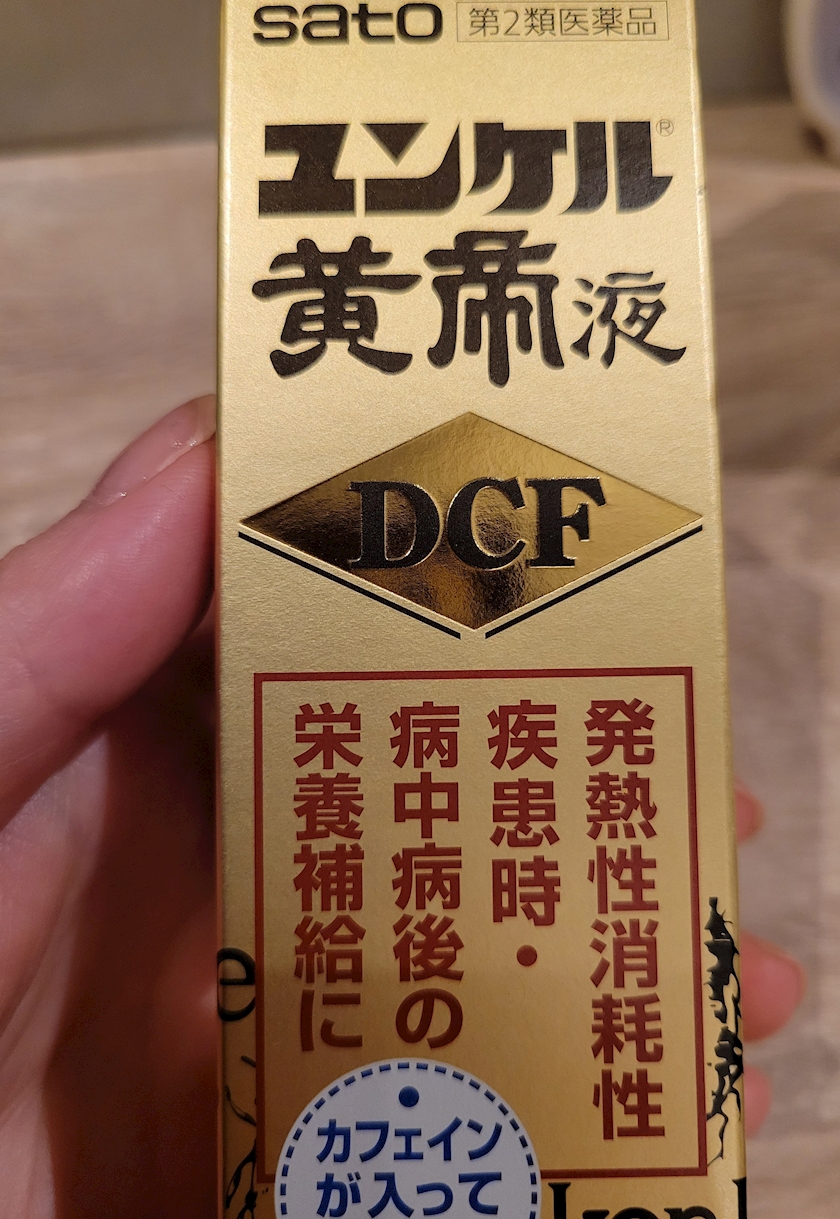 sato
第2類医薬品
ユンケル®
黄帝液
DCF
発熱性消耗性
疾患時・
病中病後の
栄養補給に
カフェイン
が入って